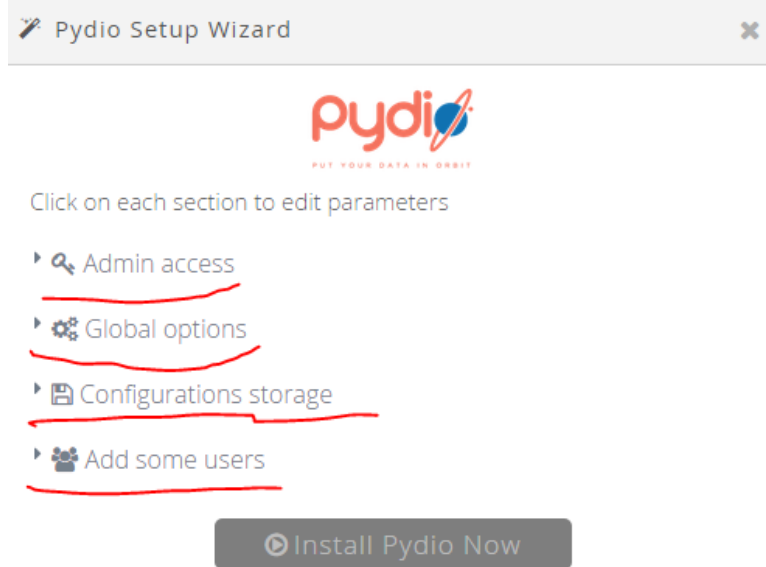 Pydio Setup Wizard
pydio
PUT YOUR DATA IN ORBIT
Click on each section to edit parameters
Admin access
Global options
Configurations storage
Add some users
Install Pydio Now